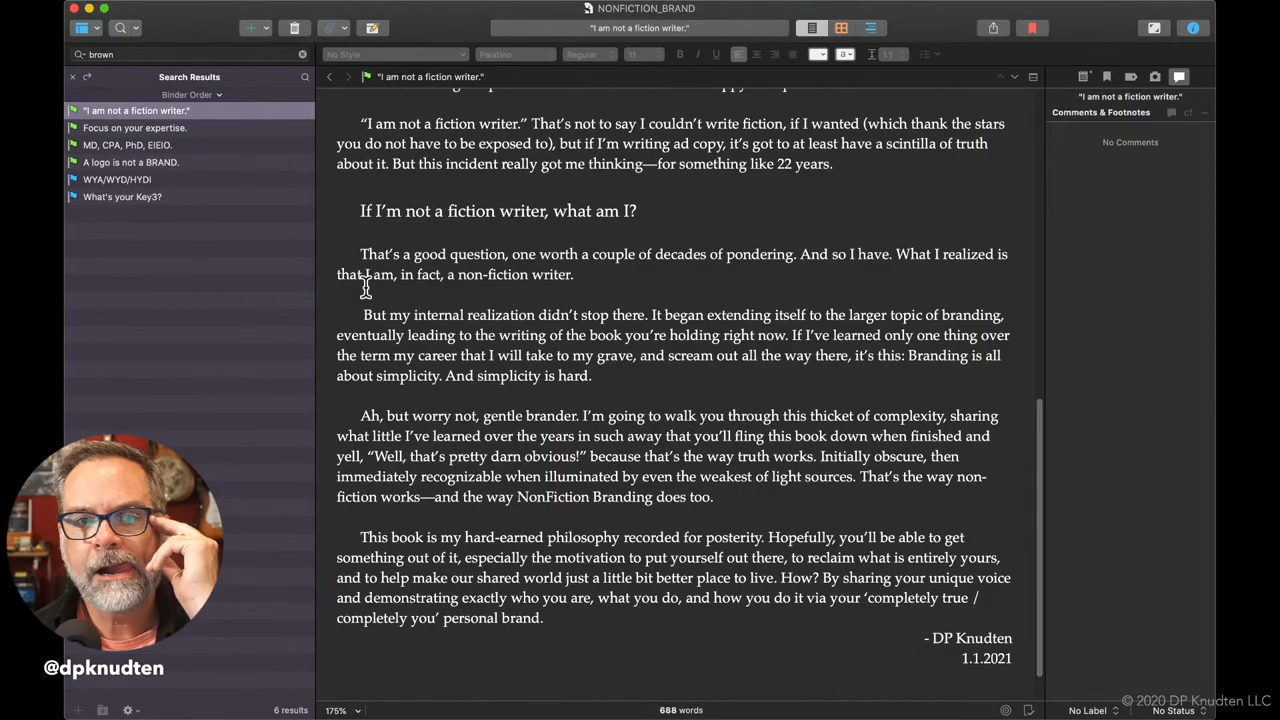 NONFICTION_BRAND
"I am not a fiction writer."
brown
No Style
Palatino
Regular
11
B I U
a
1.1
Search Results
"I am not a fiction writer."
Binder Order
"I am not a fiction writer."
Focus on your expertise.
MD, CPA, PhD, EIEIO.
A logo is not a BRAND.
WYA/WYD/HYDI
What's your Key3?
“I am not a fiction writer.” That’s not to say I couldn’t write fiction, if I wanted (which thank the stars
you do not have to be exposed to), but if I’m writing ad copy, it’s got to at least have a scintilla of truth
about it. But this incident really got me thinking—for something like 22 years.
If I’m not a fiction writer, what am I?
That’s a good question, one worth a couple of decades of pondering. And so I have. What I realized is
that I am, in fact, a non-fiction writer.
But my internal realization didn’t stop there. It began extending itself to the larger topic of branding,
eventually leading to the writing of the book you’re holding right now. If I’ve learned only one thing over
the term my career that I will take to my grave, and scream out all the way there, it’s this: Branding is all
about simplicity. And simplicity is hard.
Ah, but worry not, gentle brander. I’m going to walk you through this thicket of complexity, sharing
what little I’ve learned over the years in such away that you’ll fling this book down when finished and
yell, “Well, that’s pretty darn obvious!” because that’s the way truth works. Initially obscure, then
immediately recognizable when illuminated by even the weakest of light sources. That’s the way non-
fiction works—and the way NonFiction Branding does too.
This book is my hard-earned philosophy recorded for posterity. Hopefully, you’ll be able to get
something out of it, especially the motivation to put yourself out there, to reclaim what is entirely yours,
and to help make our shared world just a little bit better place to live. How? By sharing your unique voice
and demonstrating exactly who you are, what you do, and how you do it via your ‘completely true /
completely you’ personal brand.
- DP Knudten
1.1.2021
"I am not a fiction writer."
Comments & Footnotes
cf
No Comments
@dpknudten
6 results
175%
688 words
No Label
No Status
© 2020 DP Knudten LLC